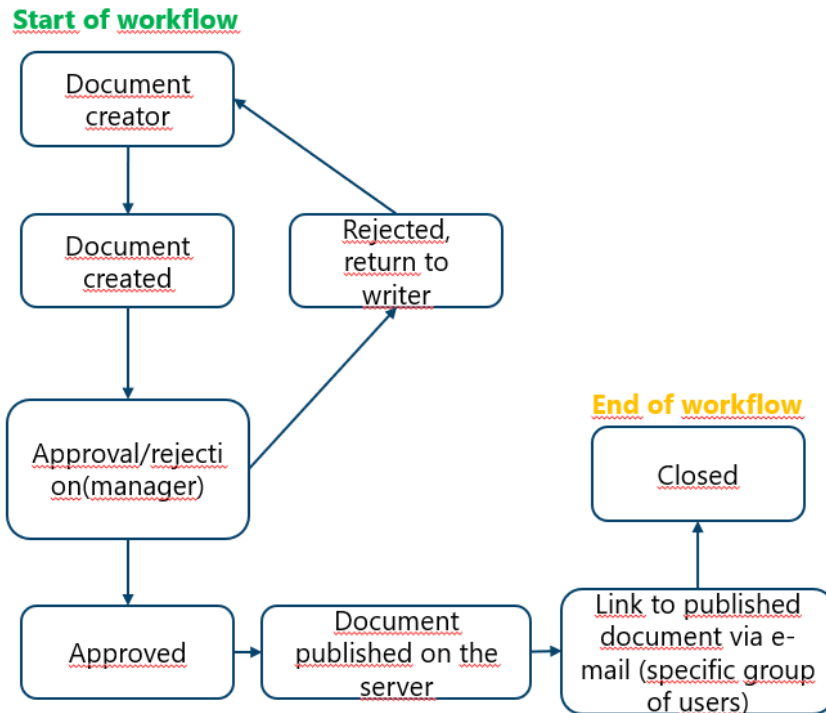 Start of workflow
Document
creator
Document
created
Rejected,
return to
writer
Approval/rejecti
on(manager)
End of workflow
Closed
Approved
Document
published on the
server
Link to published
document via e-
mail (specific group
of users)